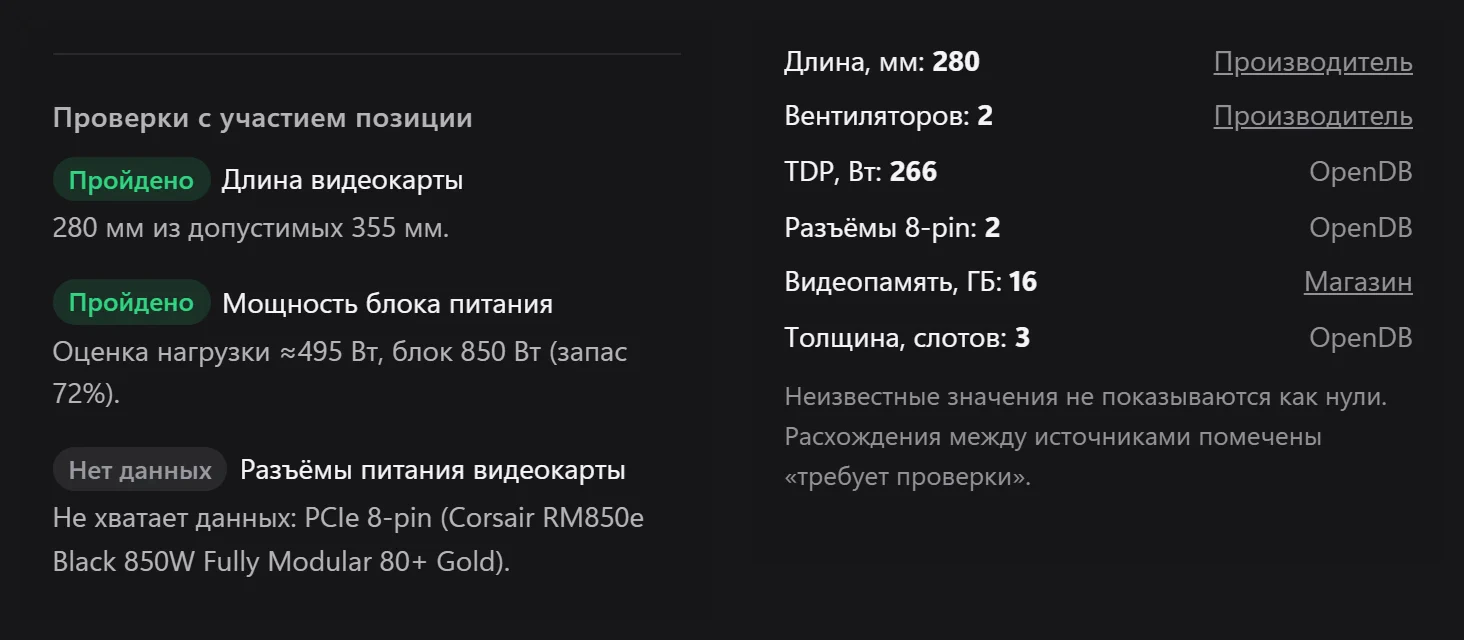 Проверки с участием позиции
Пройдено Длина видеокарты
280 мм из допустимых 355 мм.
Пройдено Мощность блока питания
Оценка нагрузки ≈495 Вт, блок 850 Вт (запас
72%).
Нет данных Разъёмы питания видеокарты
Не хватает данных: PCIe 8-pin (Corsair RM850e
Black 850W Fully Modular 80+ Gold).
Длина, мм: 280 Производитель
Вентиляторов: 2 Производитель
TDP, Вт: 266 OpenDB
Разъёмы 8-pin: 2 OpenDB
Видеопамять, ГБ: 16 Магазин
Толщина, слотов: 3 OpenDB
Неизвестные значения не показываются как нули.
Расхождения между источниками помечены
«требует проверки».